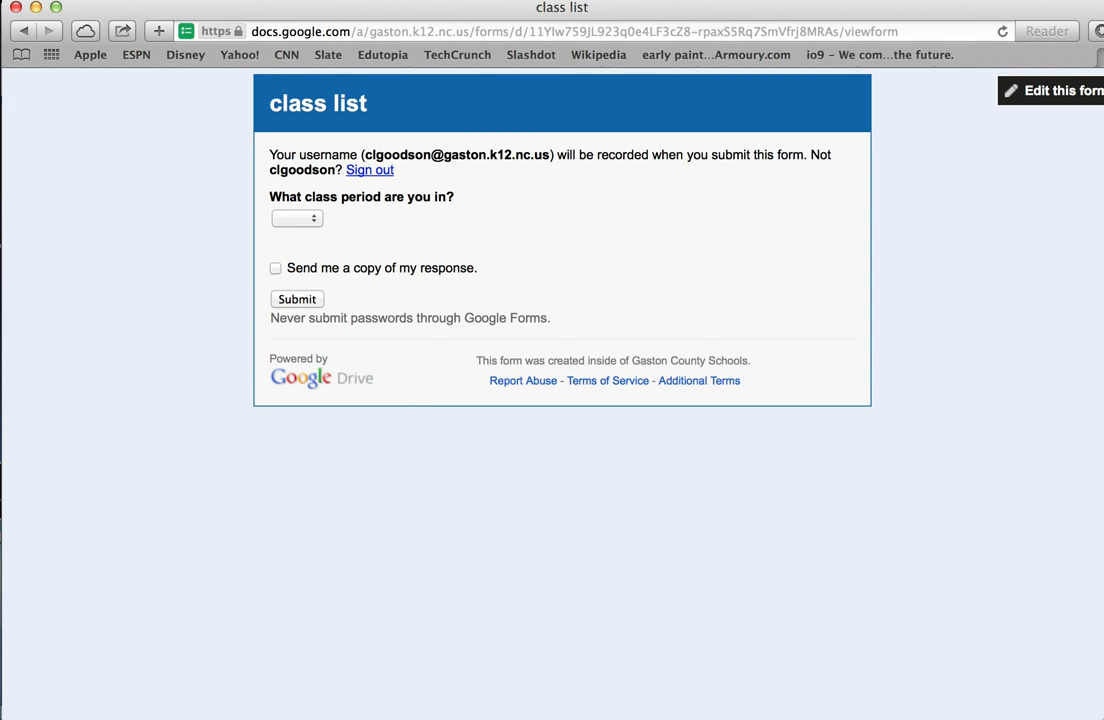 class list
https docs.google.com/a/gaston.k12.nc.us/forms/d/11YIw759JL923q0e4LF3cZ8-rpaxS5Rq7SmVfrj8MRAs/viewform
Reader
Apple ESPN Disney Yahoo! CNN Slate Edutopia TechCrunch Slashdot Wikipedia early paint...Armoury.com io9 – We com...the future.
class list
Edit this form
Your username (clgoodson@gaston.k12.nc.us) will be recorded when you submit this form. Not
clgoodson? Sign out
What class period are you in?
Send me a copy of my response.
Submit
Never submit passwords through Google Forms.
Powered by
Google Drive
This form was created inside of Gaston County Schools.
Report Abuse - Terms of Service - Additional Terms